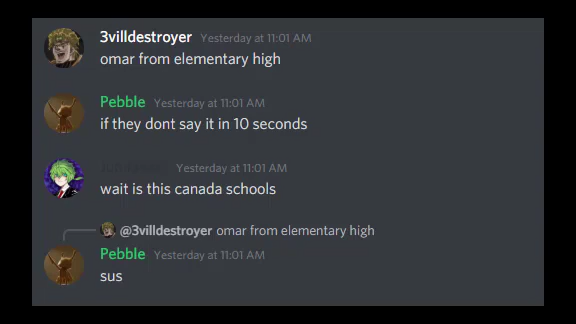 3villdestroyer Yesterday at 11:01 AM
omar from elementary high
Pebble Yesterday at 11:01 AM
if they dont say it in 10 seconds
Yesterday at 11:01 AM
wait is this canada schools
@3villdestroyer omar from elementary high
Pebble Yesterday at 11:01 AM
sus